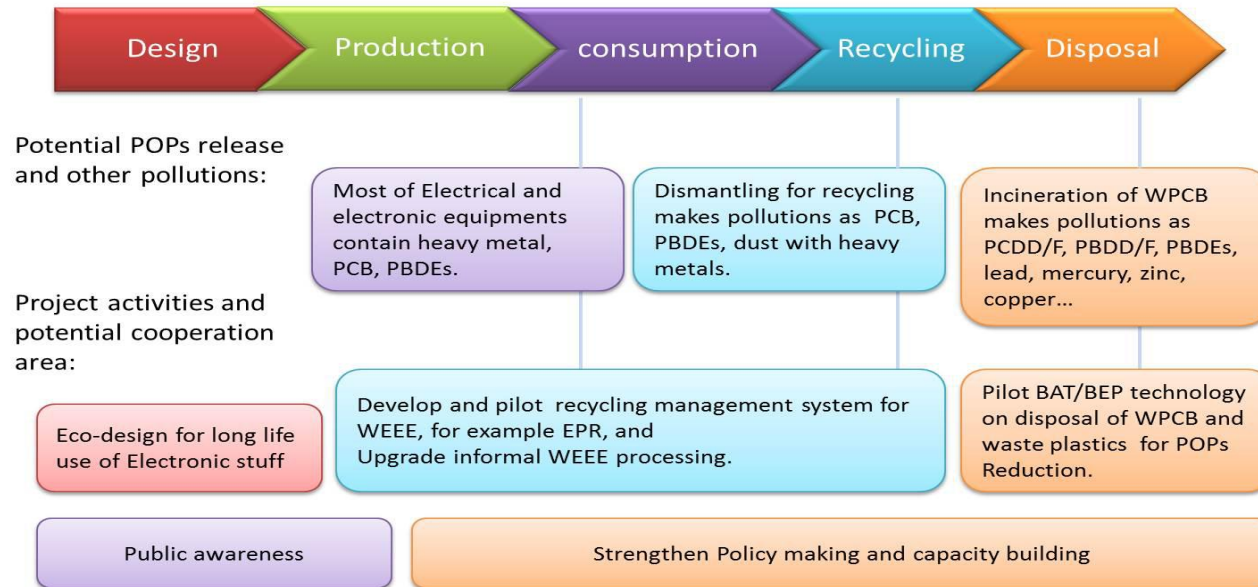 Design
Production
consumption
Recycling
Disposal
Potential POPs release
and other pollutions:
Most of Electrical and
electronic equipments
contain heavy metal,
PCB, PBDEs.
Dismantling for recycling
makes pollutions as PCB,
PBDEs, dust with heavy
metals.
Incineration of WPCB
makes pollutions as
PCDD/F, PBDD/F, PBDEs,
lead, mercury, zinc,
copper...
Project activities and
potential cooperation
area:
Eco-design for long life
use of Electronic stuff
Develop and pilot recycling management system for
WEEE, for example EPR, and
Upgrade informal WEEE processing.
Pilot BAT/BEP technology
on disposal of WPCB and
waste plastics for POPs
Reduction.
Public awareness
Strengthen Policy making and capacity building